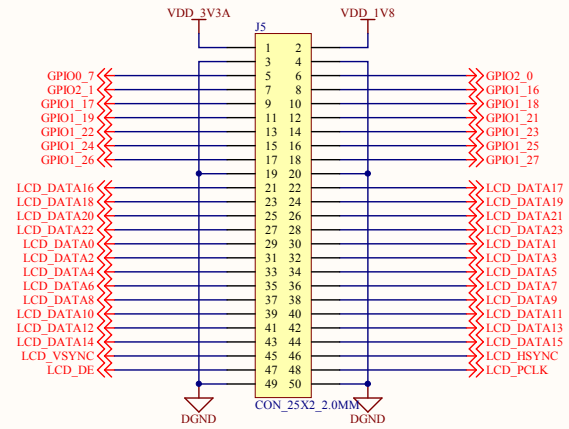 VDD_3V3A VDD_1V8
J5
1 2
3 4
GPIO0_7 5 6 GPIO2_0
GPIO2_1 7 8 GPIO1_16
GPIO1_17 9 10 GPIO1_18
GPIO1_19 11 12 GPIO1_21
GPIO1_22 13 14 GPIO1_23
GPIO1_24 15 16 GPIO1_25
GPIO1_26 17 18 GPIO1_27
19 20
LCD_DATA16 21 22 LCD_DATA17
LCD_DATA18 23 24 LCD_DATA19
LCD_DATA20 25 26 LCD_DATA21
LCD_DATA22 27 28 LCD_DATA23
LCD_DATA0 29 30 LCD_DATA1
LCD_DATA2 31 32 LCD_DATA3
LCD_DATA4 33 34 LCD_DATA5
LCD_DATA6 35 36 LCD_DATA7
LCD_DATA8 37 38 LCD_DATA9
LCD_DATA10 39 40 LCD_DATA11
LCD_DATA12 41 42 LCD_DATA13
LCD_DATA14 43 44 LCD_DATA15
LCD_VSYNC 45 46 LCD_HSYNC
LCD_DE 47 48 LCD_PCLK
49 50
CON_25X2_2.0MM
DGND DGND